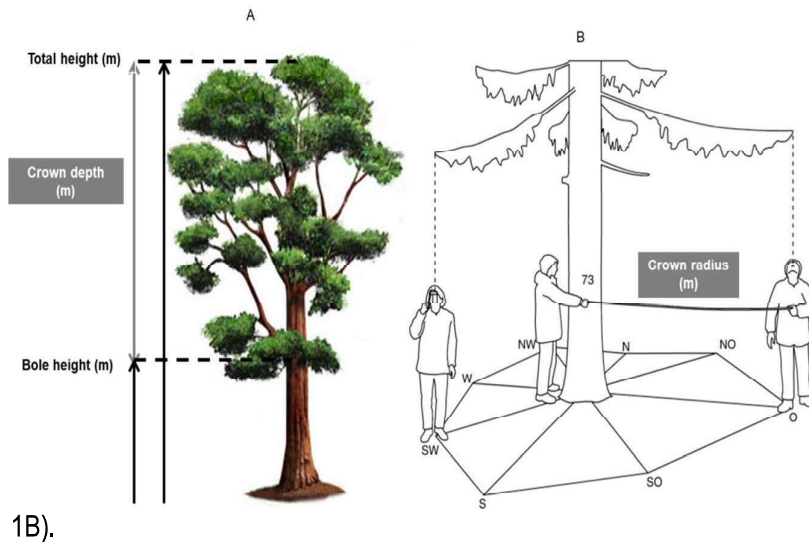 A
Total height (m)
Crown depth
(m)
Bole height (m)
B
73
Crown radius
(m)
NW
N
NO
W
O
SW
SO
S
1B).